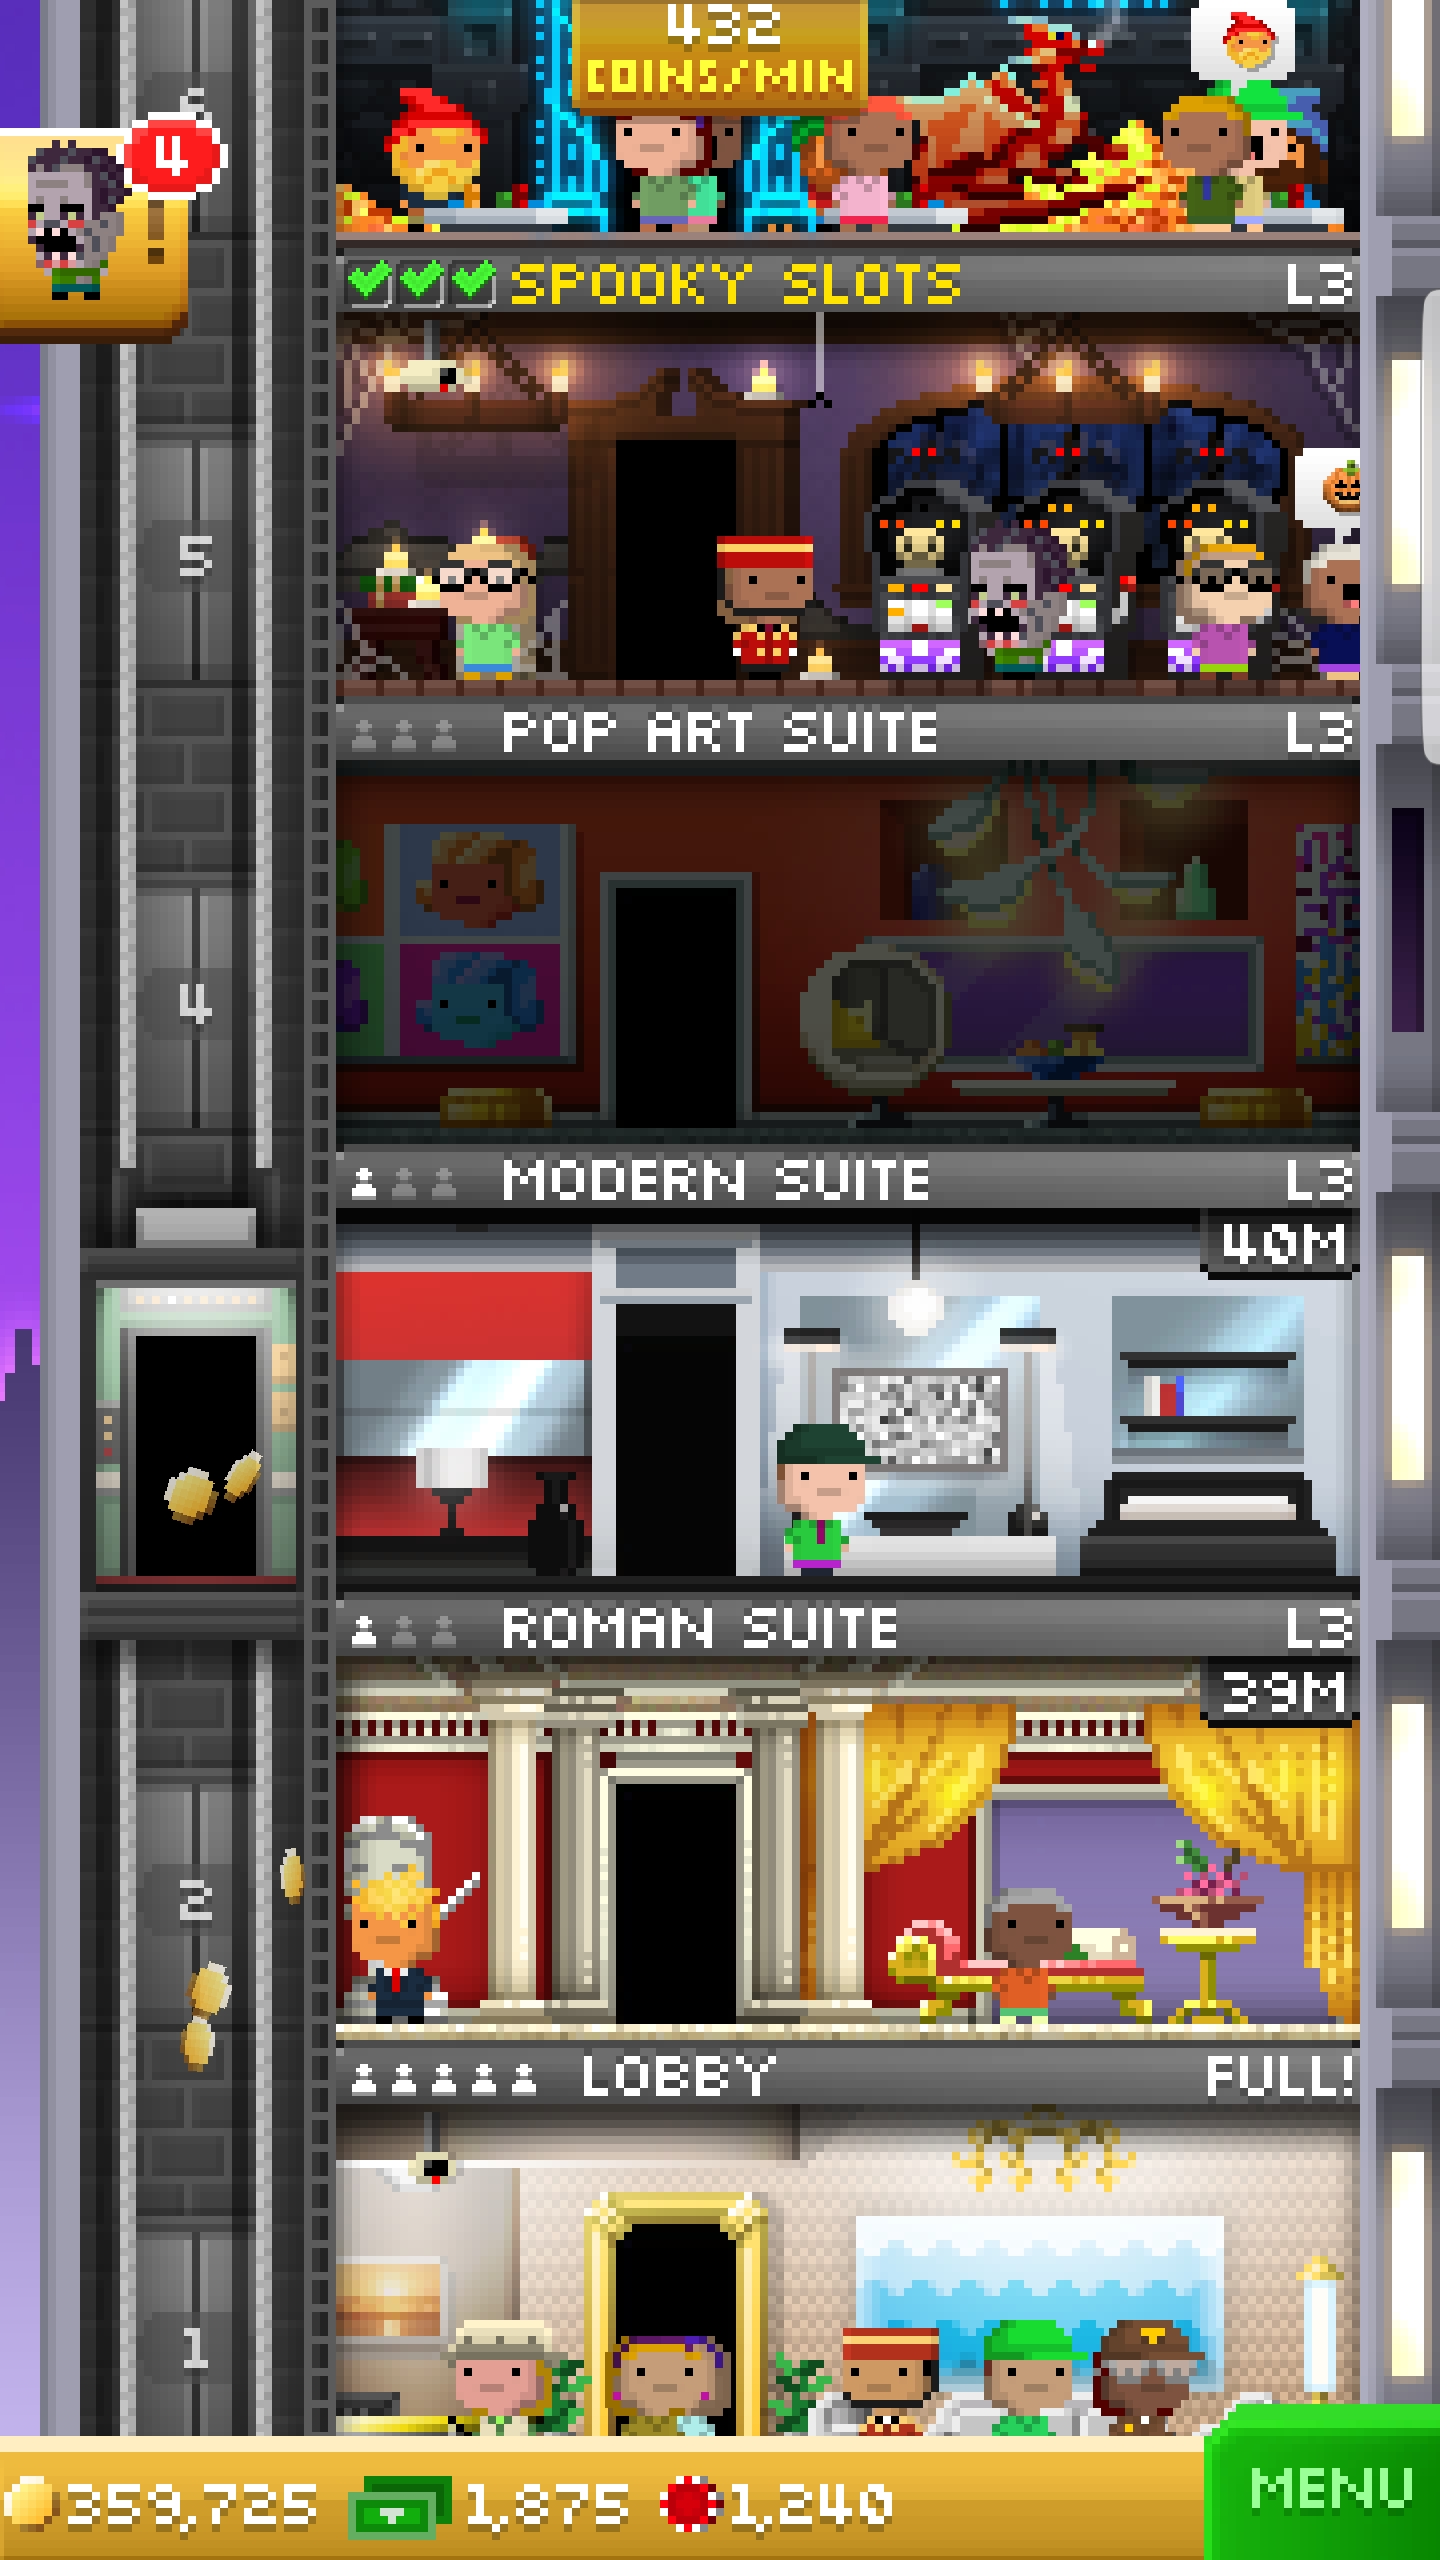 432
COINS/MIN
4
!
SPOOKY SLOTS L3
5
POP ART SUITE L3
4
MODERN SUITE L3
40M
ROMAN SUITE L3
39M
2
LOBBY FULL!
1
359,725 1,875 1,240
MENU